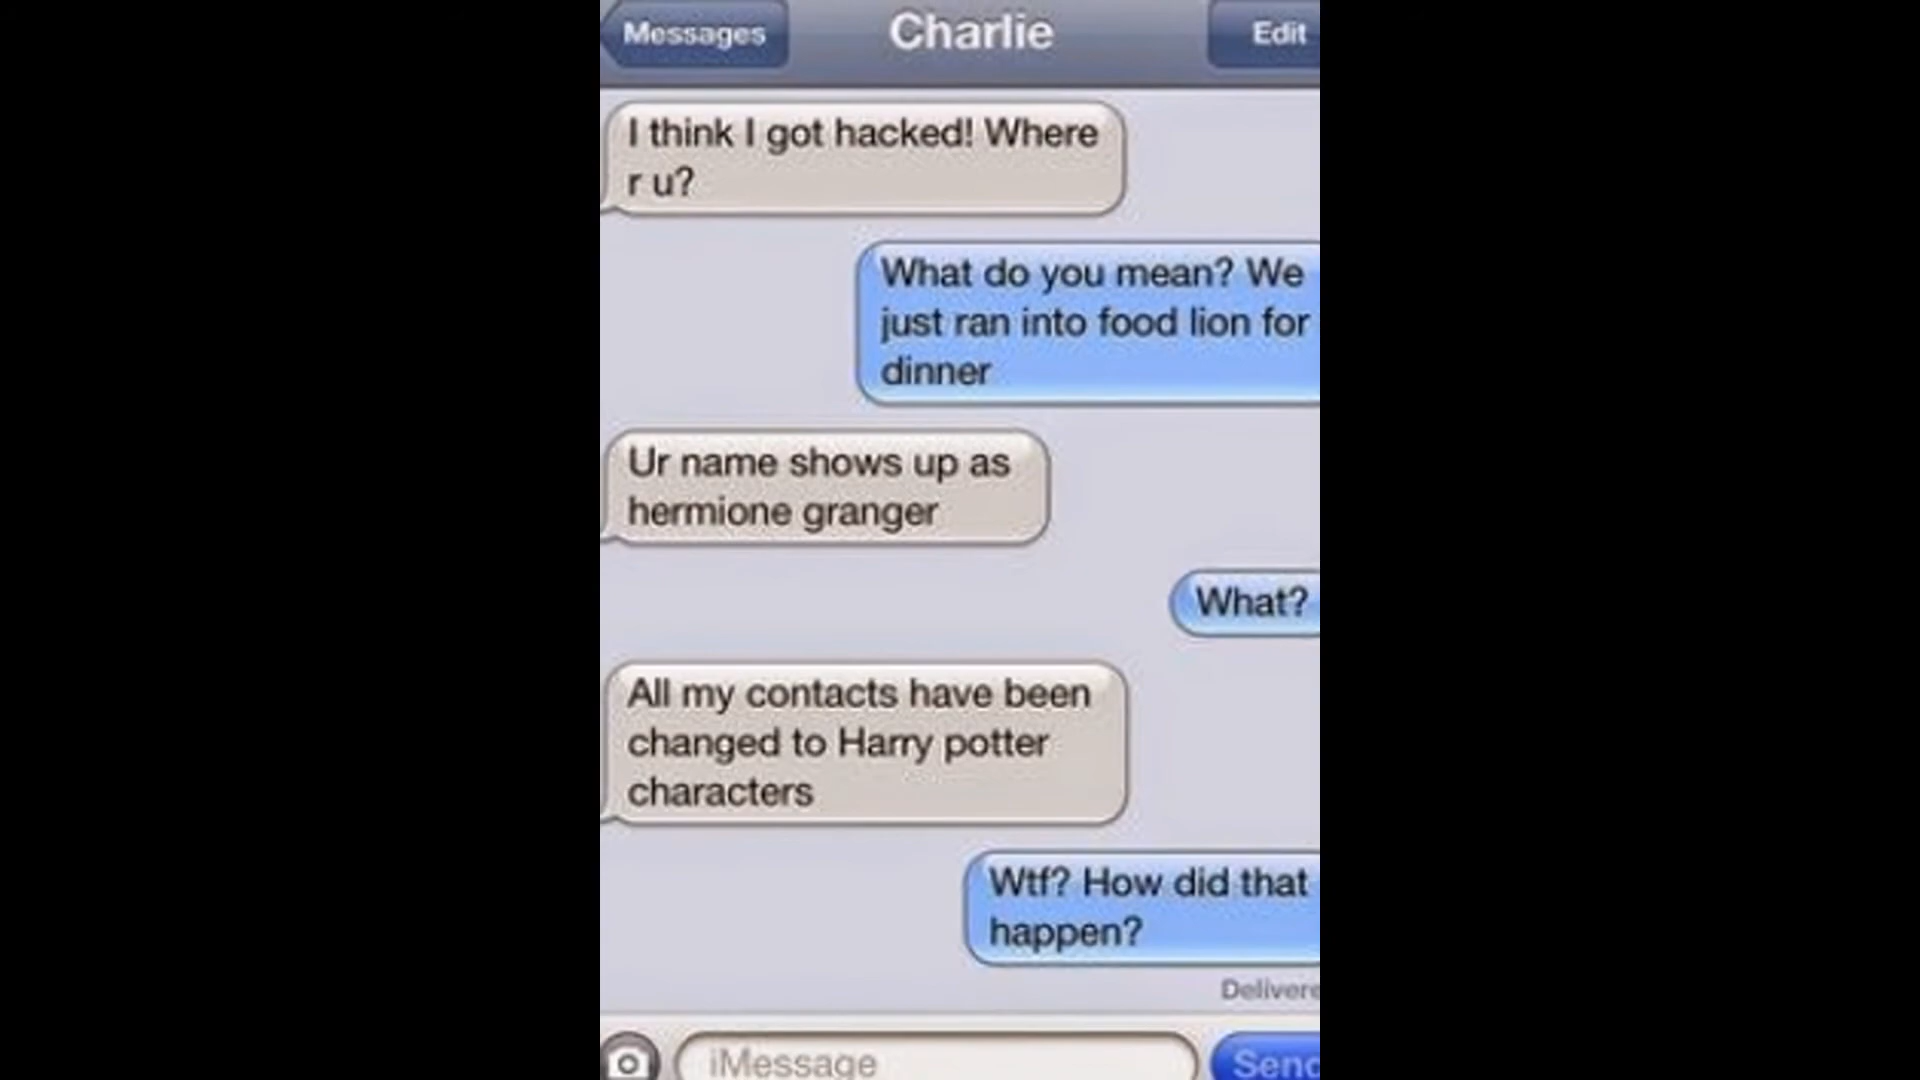 Messages
Charlie
Edit
I think I got hacked! Where
r u?
What do you mean? We
just ran into food lion for
dinner
Ur name shows up as
hermione granger
What?
All my contacts have been
changed to Harry potter
characters
Wtf? How did that
happen?
Delivere
iMessage
Send